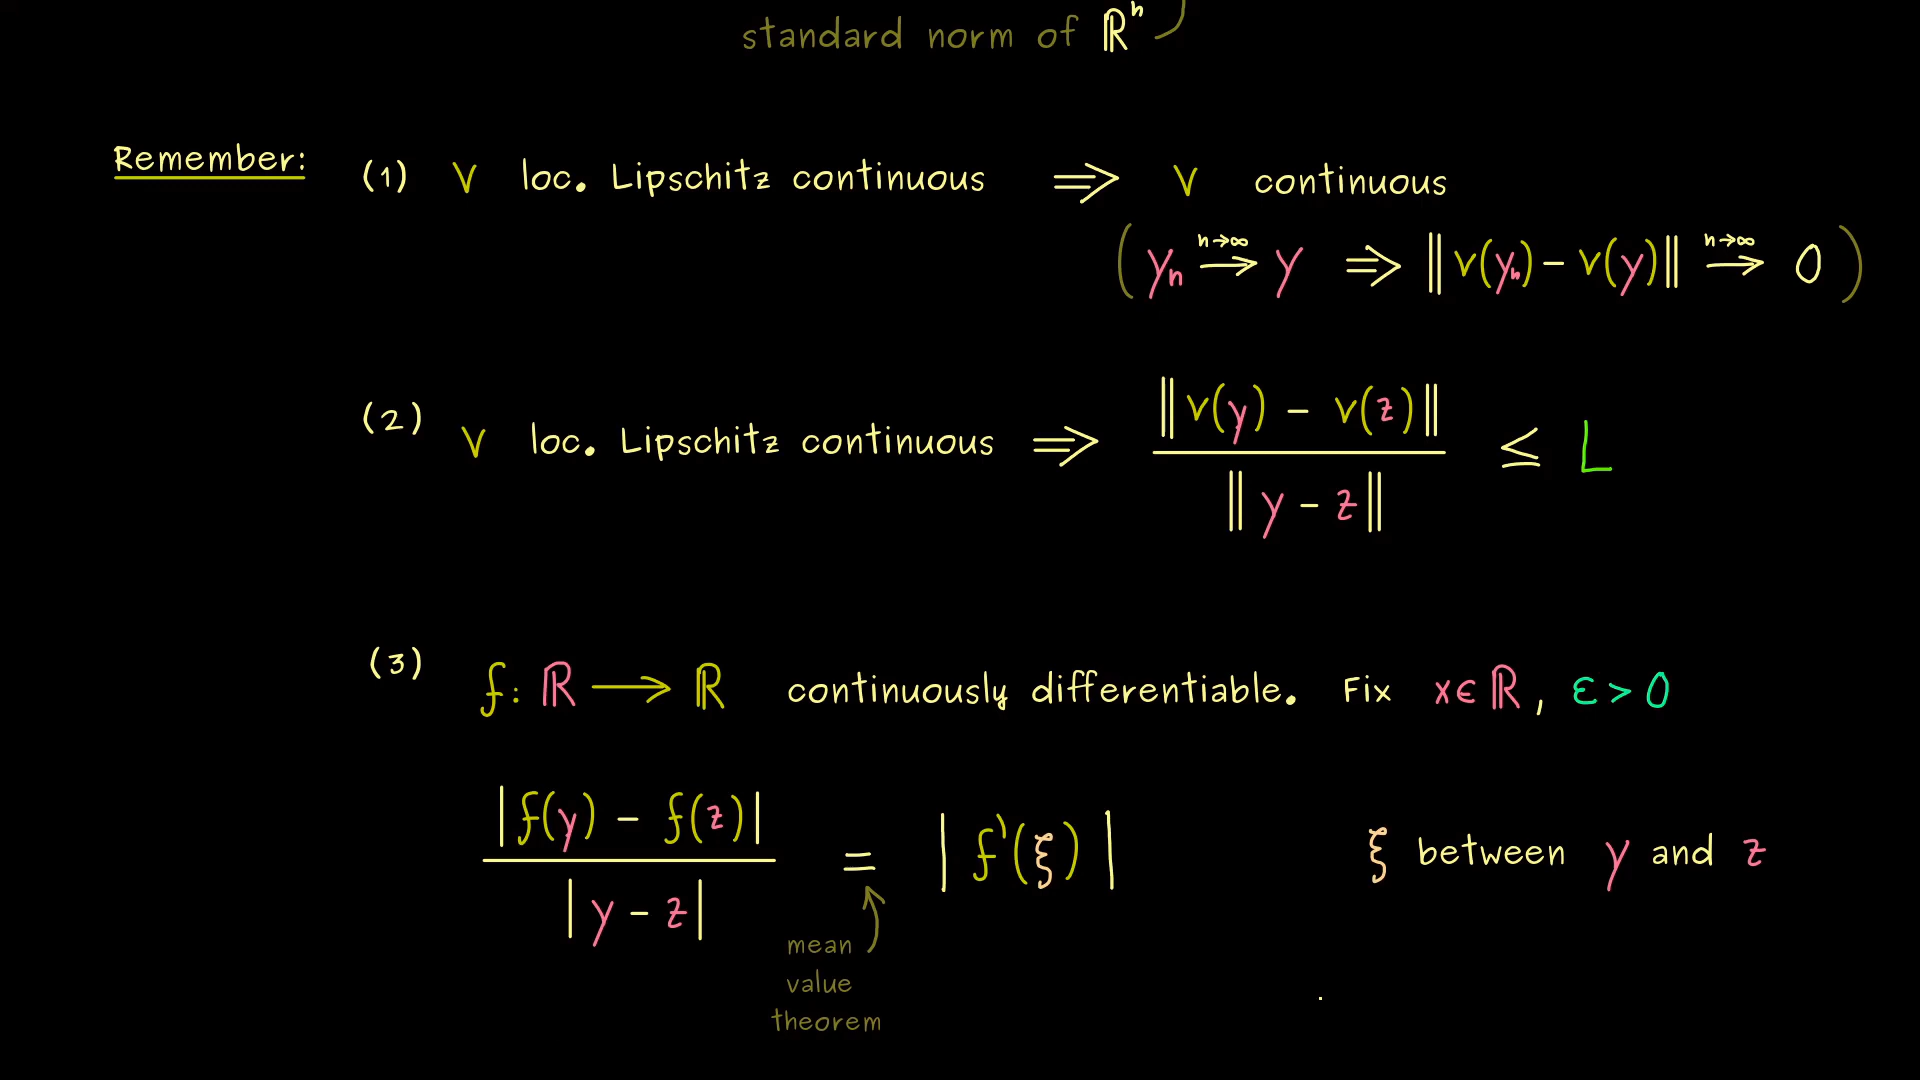 standard norm of ℝⁿ
Remember: (1) v loc. Lipschitz continuous ⟹ v continuous
( yₙ —n→∞→ y ⟹ ‖v(yₙ) − v(y)‖ —n→∞→ 0 )
(2) v loc. Lipschitz continuous ⟹ ‖v(y) − v(z)‖ / ‖y − z‖ ≤ L
(3) f: ℝ ⟶ ℝ continuously differentiable. Fix x∈ℝ, ε>0
|f(y) − f(z)| / |y − z| = |f'(ξ)| ξ between y and z
mean
value
theorem